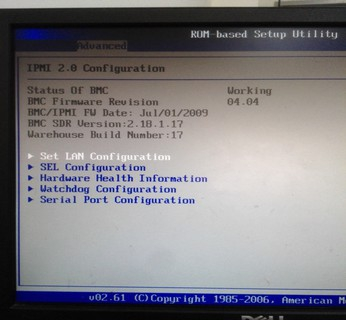 ROM-based Setup Utility
Advanced
IPMI 2.0 Configuration
Status Of BMC Working
BMC Firmware Revision 04.04
BMC/IPMI FW Date: Jul/01/2009
BMC SDR Version:2.18.1.17
Warehouse Build Number:17
Set LAN Configuration
SEL Configuration
Hardware Health Information
Watchdog Configuration
Serial Port Configuration
v02.61 (C)Copyright 1985-2006, American